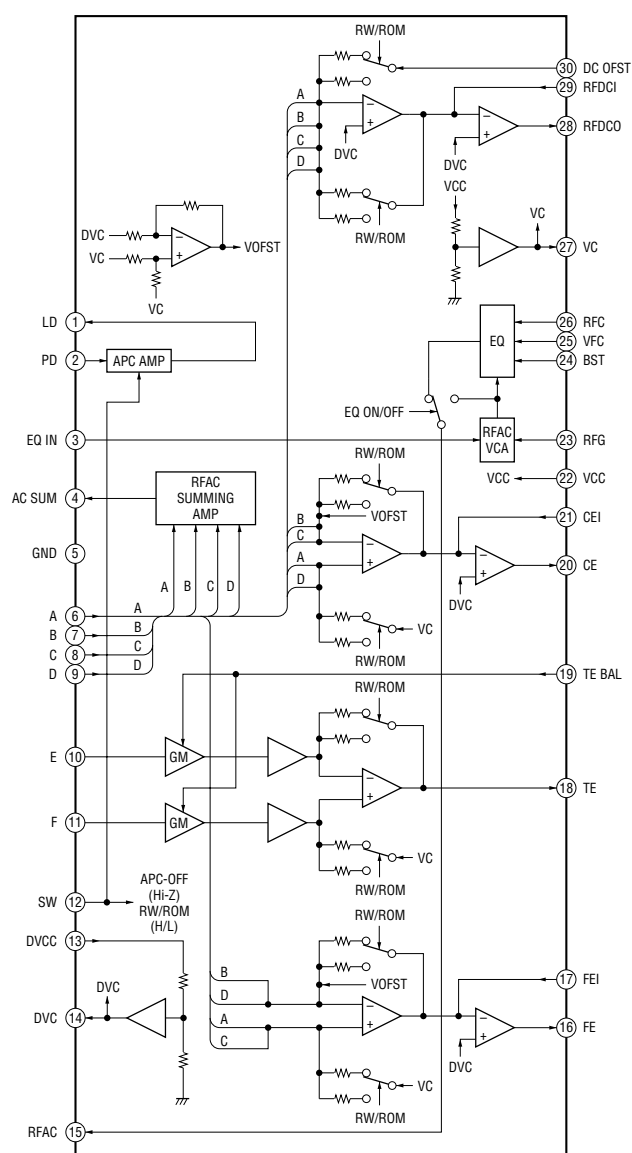 RW/ROM
30 DC OFST
29 RFDCI
A
B
C
D
DVC
28 RFDCO
DVC
VCC
RW/ROM
VC
27 VC
DVC
VC
VOFST
VC
LD 1
PD 2
APC AMP
26 RFC
25 VFC
24 BST
EQ
EQ ON/OFF
EQ IN 3
RFAC
VCA
23 RFG
VCC
22 VCC
AC SUM 4
RFAC
SUMMING
AMP
RW/ROM
VOFST
21 CEI
B
C
A
D
20 CE
DVC
GND 5
A
B
C
D
A 6
A
B 7
B
C 8
C
D 9
D
VC
RW/ROM
19 TE BAL
RW/ROM
E 10
GM
18 TE
F 11
GM
VC
RW/ROM
SW 12
APC-OFF
(Hi-Z)
RW/ROM
(H/L)
DVCC 13
RW/ROM
B
D
VOFST
17 FEI
DVC
DVC 14
A
C
16 FE
DVC
VC
RW/ROM
RFAC 15